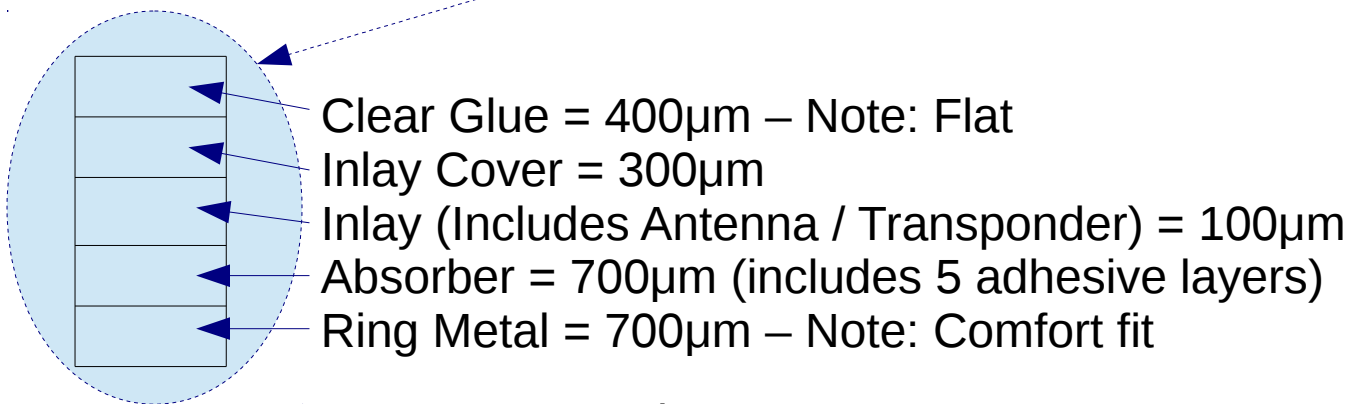 Clear Glue = 400μm – Note: Flat
Inlay Cover = 300μm
Inlay (Includes Antenna / Transponder) = 100μm
Absorber = 700μm (includes 5 adhesive layers)
Ring Metal = 700μm – Note: Comfort fit